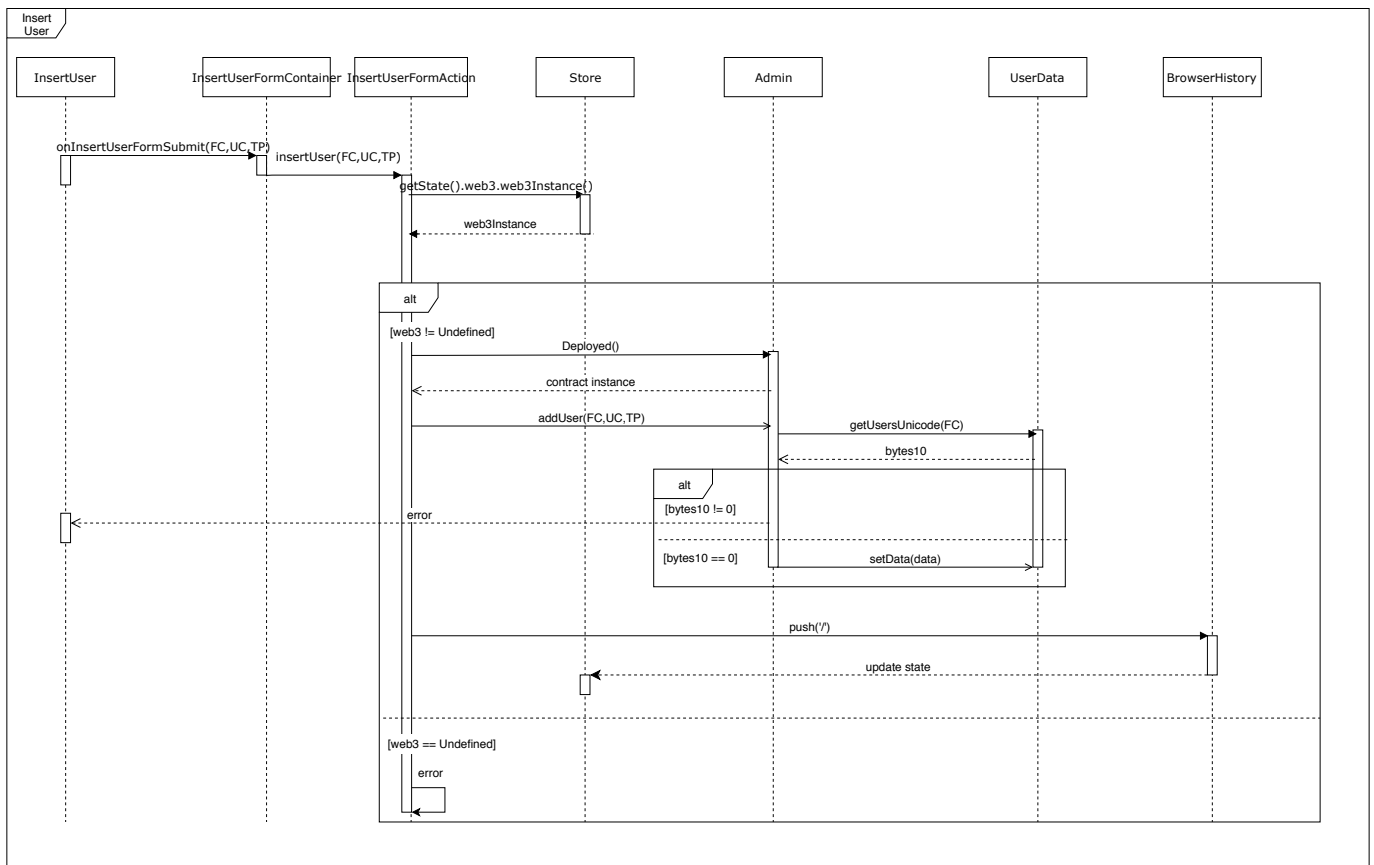 Insert
User
InsertUser
InsertUserFormContainer
InsertUserFormAction
Store
Admin
UserData
BrowserHistory
onInsertUserFormSubmit(FC,UC,TP)
insertUser(FC,UC,TP)
getState().web3.web3Instance()
web3Instance
alt
[web3 != Undefined]
Deployed()
contract instance
addUser(FC,UC,TP)
getUsersUnicode(FC)
bytes10
alt
[bytes10 != 0]
error
[bytes10 == 0]
setData(data)
push('/')
update state
[web3 == Undefined]
error